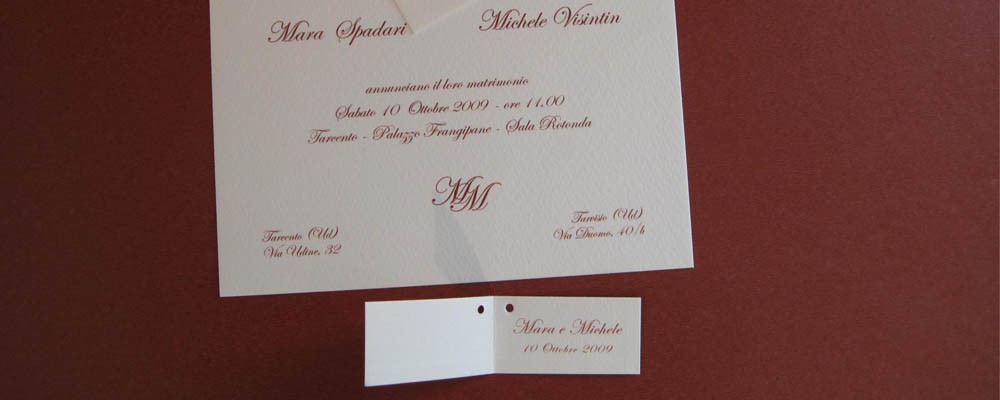 Mara Spadari Michele Visintin
annunciano il loro matrimonio
Sabato 10 Ottobre 2009 - ore 11.00
Tarcento - Palazzo Frangipane - Sala Rotonda
MM
Tarcento (Ud)
Via Udine, 32
Tarvisio (Ud)
Via Duomo, 40/b
Mara e Michele
10 Ottobre 2009